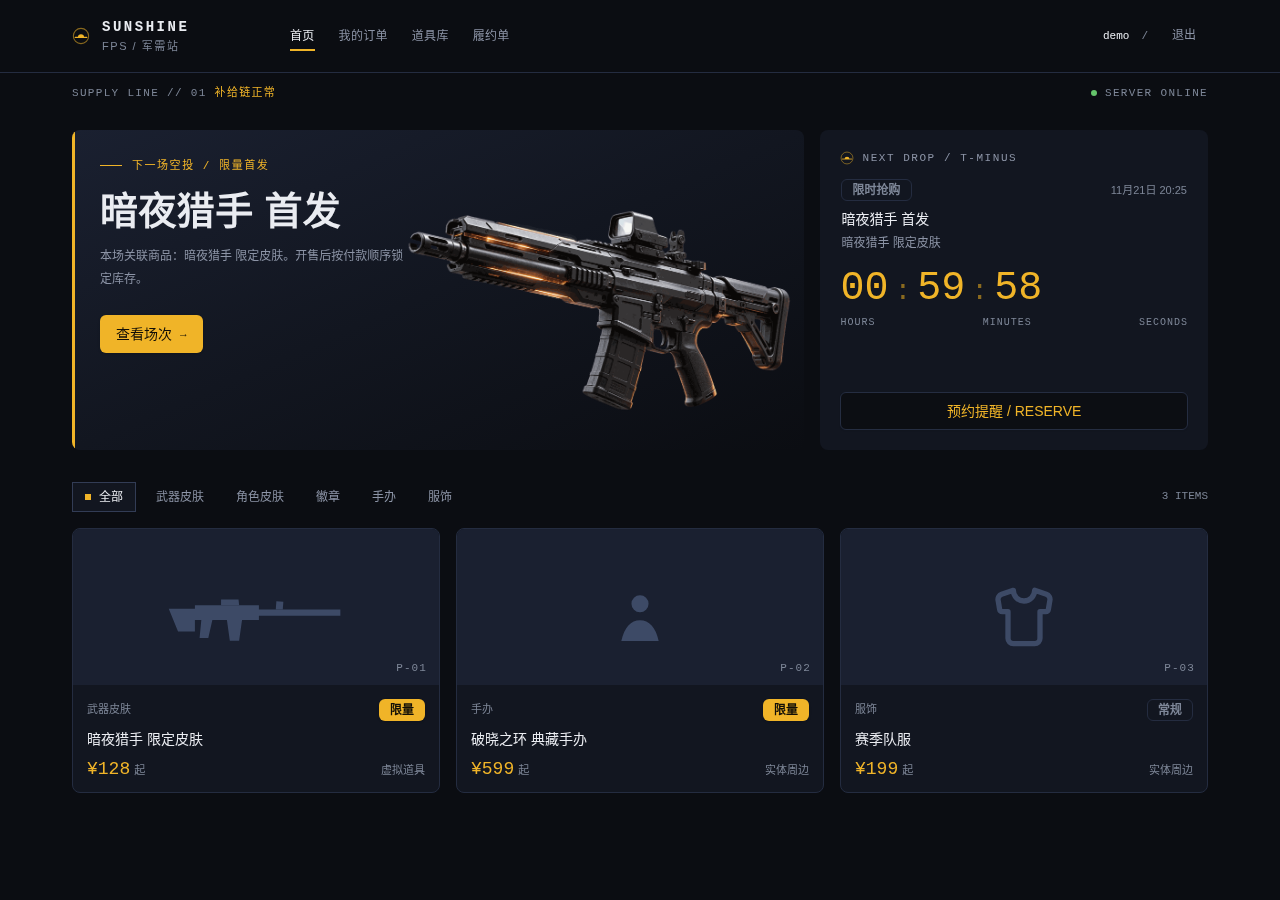 SUNSHINE
FPS / 军需站
首页
我的订单
道具库
履约单
demo / 退出
SUPPLY LINE // 01 补给链正常
SERVER ONLINE
下一场空投 / 限量首发
暗夜猎手 首发
本场关联商品：暗夜猎手 限定皮肤。开售后按付款顺序锁
定库存。
查看场次 →
NEXT DROP / T-MINUS
限时抢购
11月21日 20:25
暗夜猎手 首发
暗夜猎手 限定皮肤
00 : 59 : 58
HOURS MINUTES SECONDS
预约提醒 / RESERVE
全部
武器皮肤
角色皮肤
徽章
手办
服饰
3 ITEMS
P-01
武器皮肤
限量
暗夜猎手 限定皮肤
¥128 起
虚拟道具
P-02
手办
限量
破晓之环 典藏手办
¥599 起
实体周边
P-03
服饰
常规
赛季队服
¥199 起
实体周边